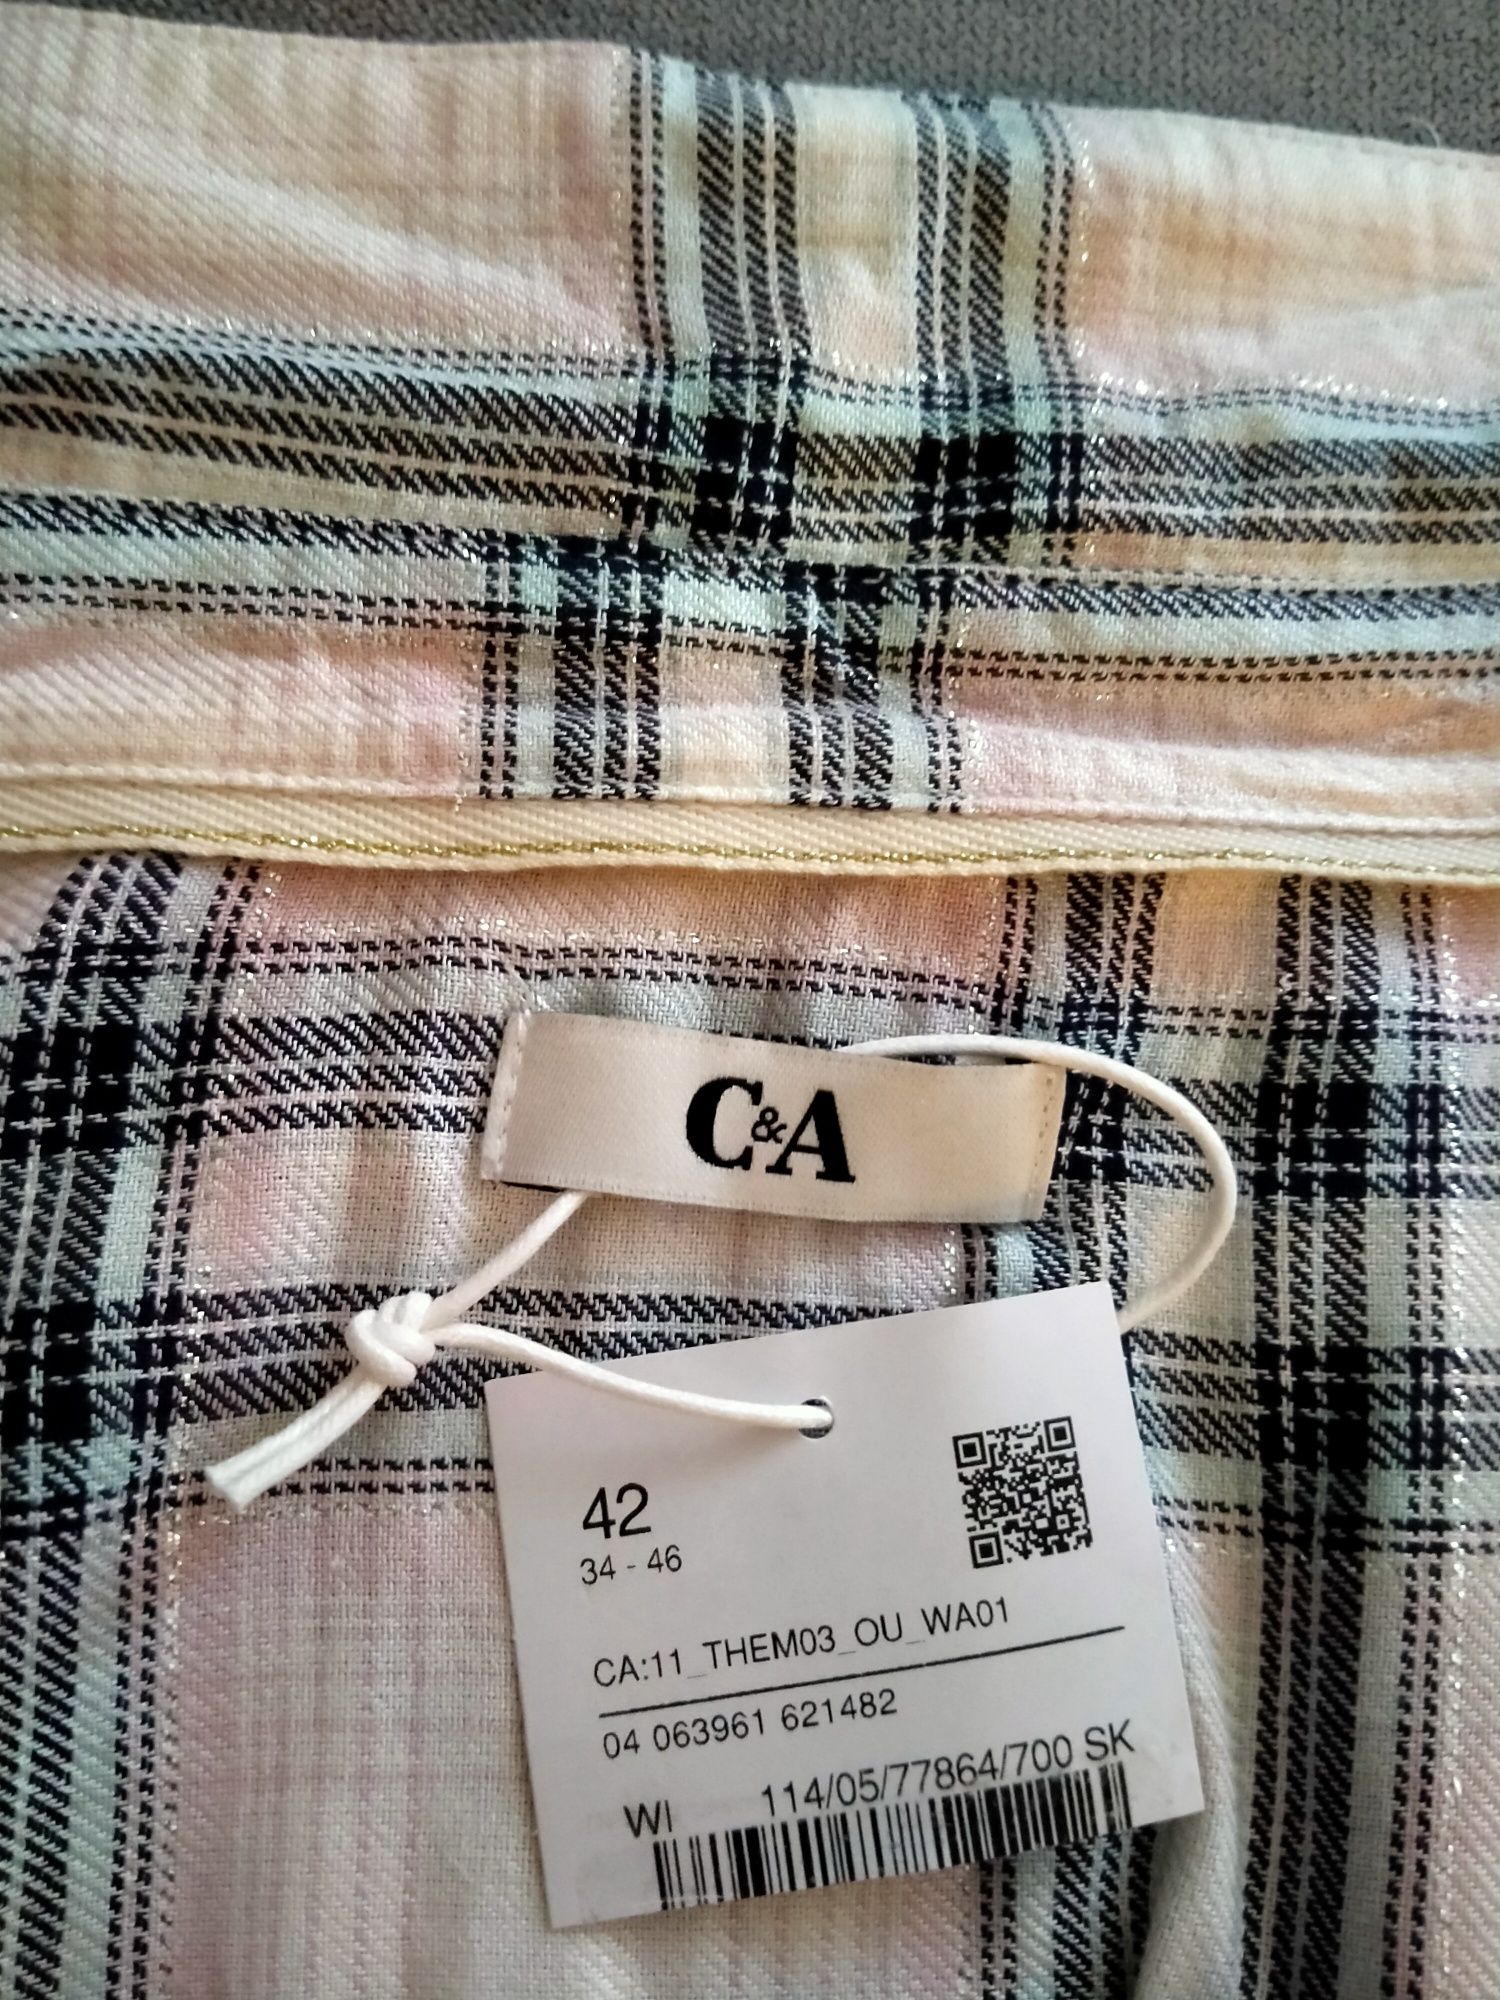 C&A
42
34 - 46
CA:11_THEM03_OU_WA01
04 063961 621482
WI 114/05/77864/700 SK